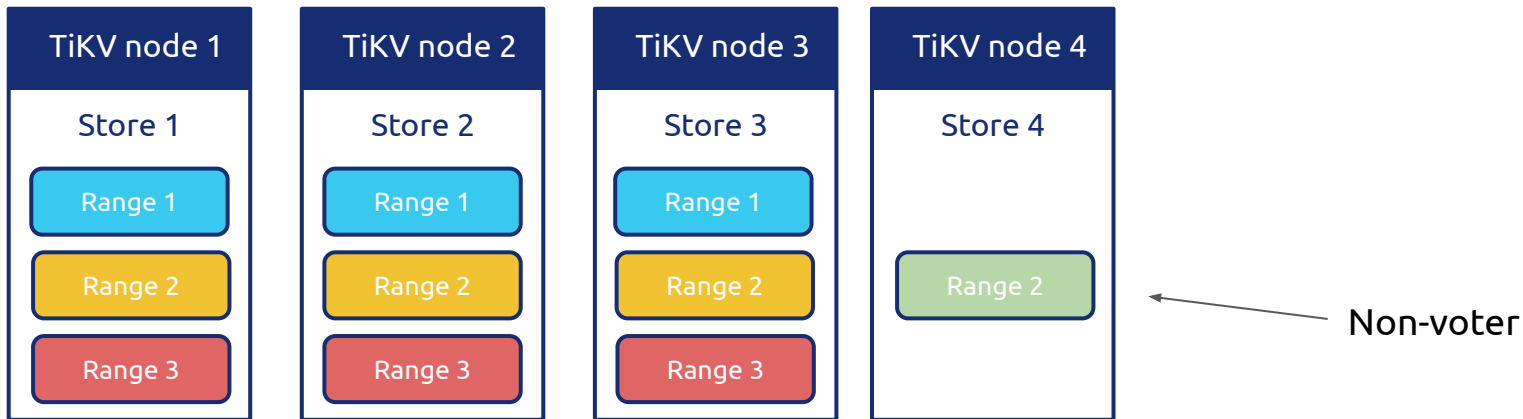 TiKV node 1
Store 1
Range 1
Range 2
Range 3
TiKV node 2
Store 2
Range 1
Range 2
Range 3
TiKV node 3
Store 3
Range 1
Range 2
Range 3
TiKV node 4
Store 4
Range 2
Non-voter